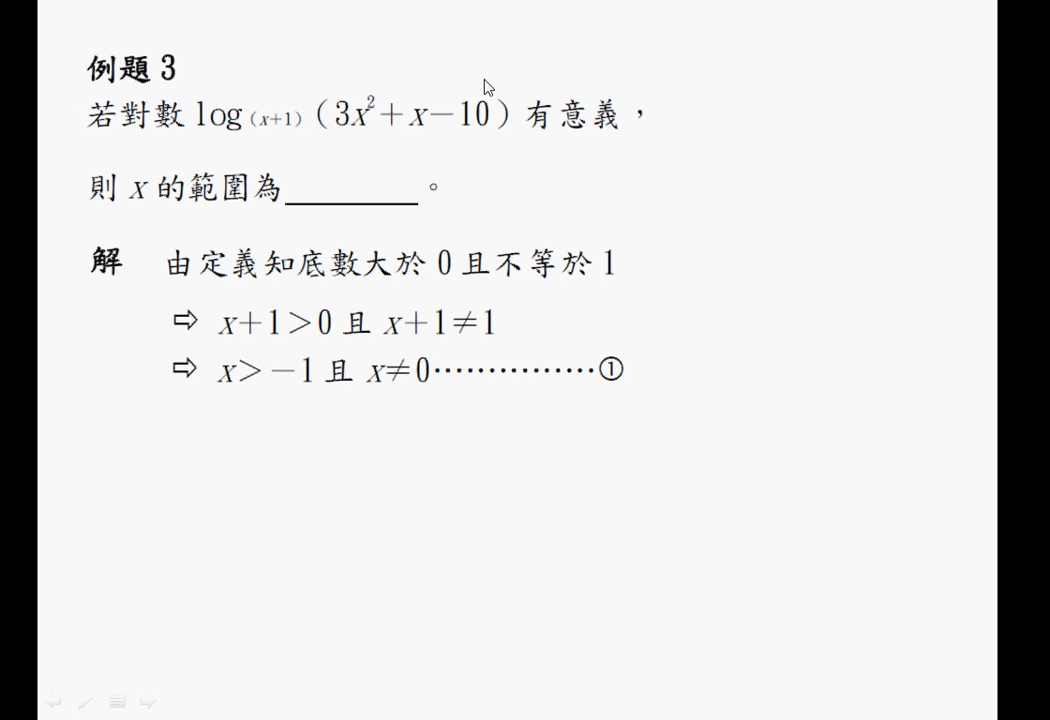 例題 3
若對數 log₍ₓ₊₁₎（3x²＋x－10）有意義，
則 x 的範圍為________。
解 由定義知底數大於 0 且不等於 1
⇨ x＋1＞0 且 x＋1≠1
⇨ x＞－1 且 x≠0……………①